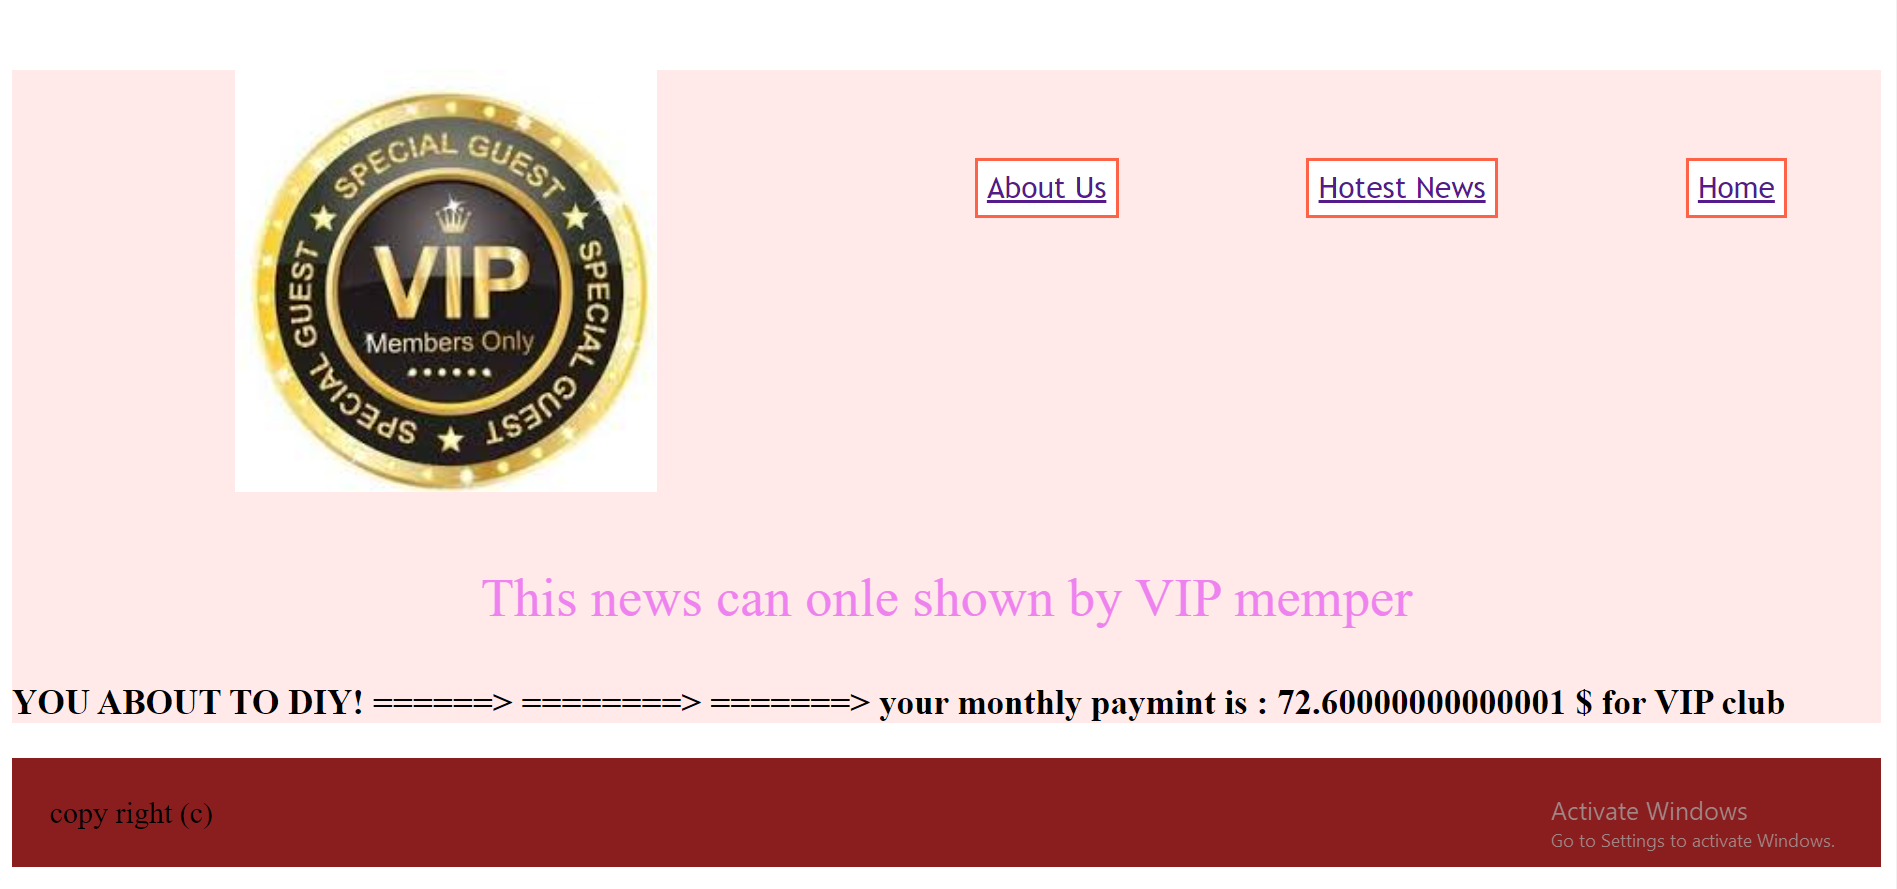 SPECIAL GUEST
SPECIAL GUEST
SPECIAL GUEST
VIP
Members Only
About Us
Hotest News
Home
This news can onle shown by VIP memper
YOU ABOUT TO DIY! ======> ========> =======> your monthly paymint is : 72.60000000000001 $ for VIP club
copy right (c)
Activate Windows
Go to Settings to activate Windows.